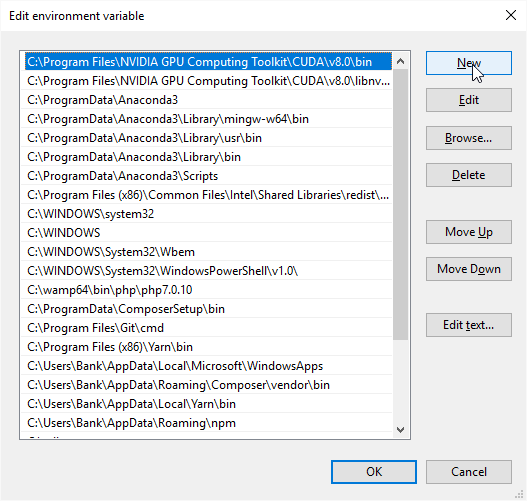 Edit environment variable
C:\Program Files\NVIDIA GPU Computing Toolkit\CUDA\v8.0\bin
C:\Program Files\NVIDIA GPU Computing Toolkit\CUDA\v8.0\libnv...
C:\ProgramData\Anaconda3
C:\ProgramData\Anaconda3\Library\mingw-w64\bin
C:\ProgramData\Anaconda3\Library\usr\bin
C:\ProgramData\Anaconda3\Library\bin
C:\ProgramData\Anaconda3\Scripts
C:\Program Files (x86)\Common Files\Intel\Shared Libraries\redist\...
C:\WINDOWS\system32
C:\WINDOWS
C:\WINDOWS\System32\Wbem
C:\WINDOWS\System32\WindowsPowerShell\v1.0\
C:\wamp64\bin\php\php7.0.10
C:\ProgramData\ComposerSetup\bin
C:\Program Files\Git\cmd
C:\Program Files (x86)\Yarn\bin
C:\Users\Bank\AppData\Local\Microsoft\WindowsApps
C:\Users\Bank\AppData\Roaming\Composer\vendor\bin
C:\Users\Bank\AppData\Local\Yarn\bin
C:\Users\Bank\AppData\Roaming\npm
New
Edit
Browse...
Delete
Move Up
Move Down
Edit text...
OK
Cancel